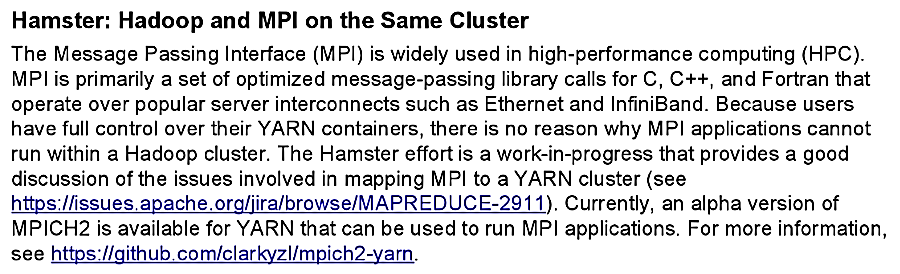 Hamster: Hadoop and MPI on the Same Cluster
The Message Passing Interface (MPI) is widely used in high-performance computing (HPC).
MPI is primarily a set of optimized message-passing library calls for C, C++, and Fortran that
operate over popular server interconnects such as Ethernet and InfiniBand. Because users
have full control over their YARN containers, there is no reason why MPI applications cannot
run within a Hadoop cluster. The Hamster effort is a work-in-progress that provides a good
discussion of the issues involved in mapping MPI to a YARN cluster (see
https://issues.apache.org/jira/browse/MAPREDUCE-2911). Currently, an alpha version of
MPICH2 is available for YARN that can be used to run MPI applications. For more information,
see https://github.com/clarkyzl/mpich2-yarn.